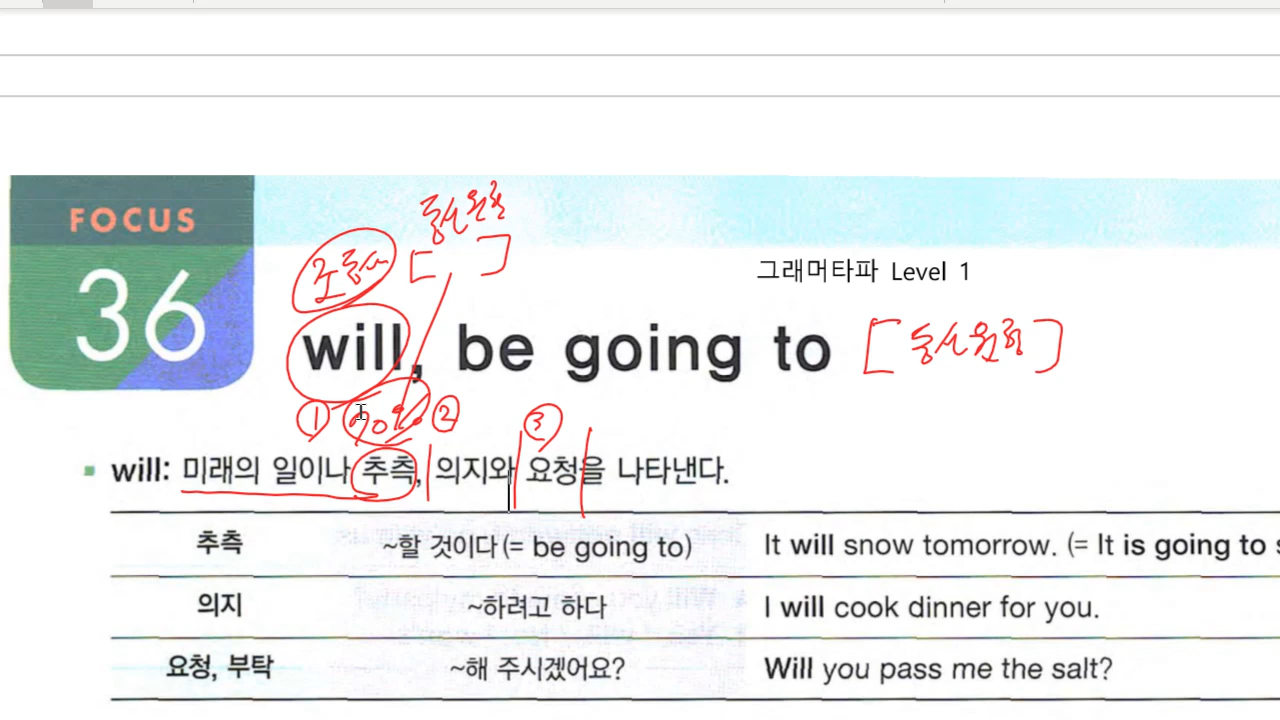 FOCUS
36
동사원형
조동사 [ ]
그래머타파 Level 1
will, be going to [동사원형]
① ② ③
will: 미래의 일이나 추측, 의지와 요청을 나타낸다.
추측 ~할 것이다(= be going to) It will snow tomorrow. (= It is going to s
의지 ~하려고 하다 I will cook dinner for you.
요청, 부탁 ~해 주시겠어요? Will you pass me the salt?